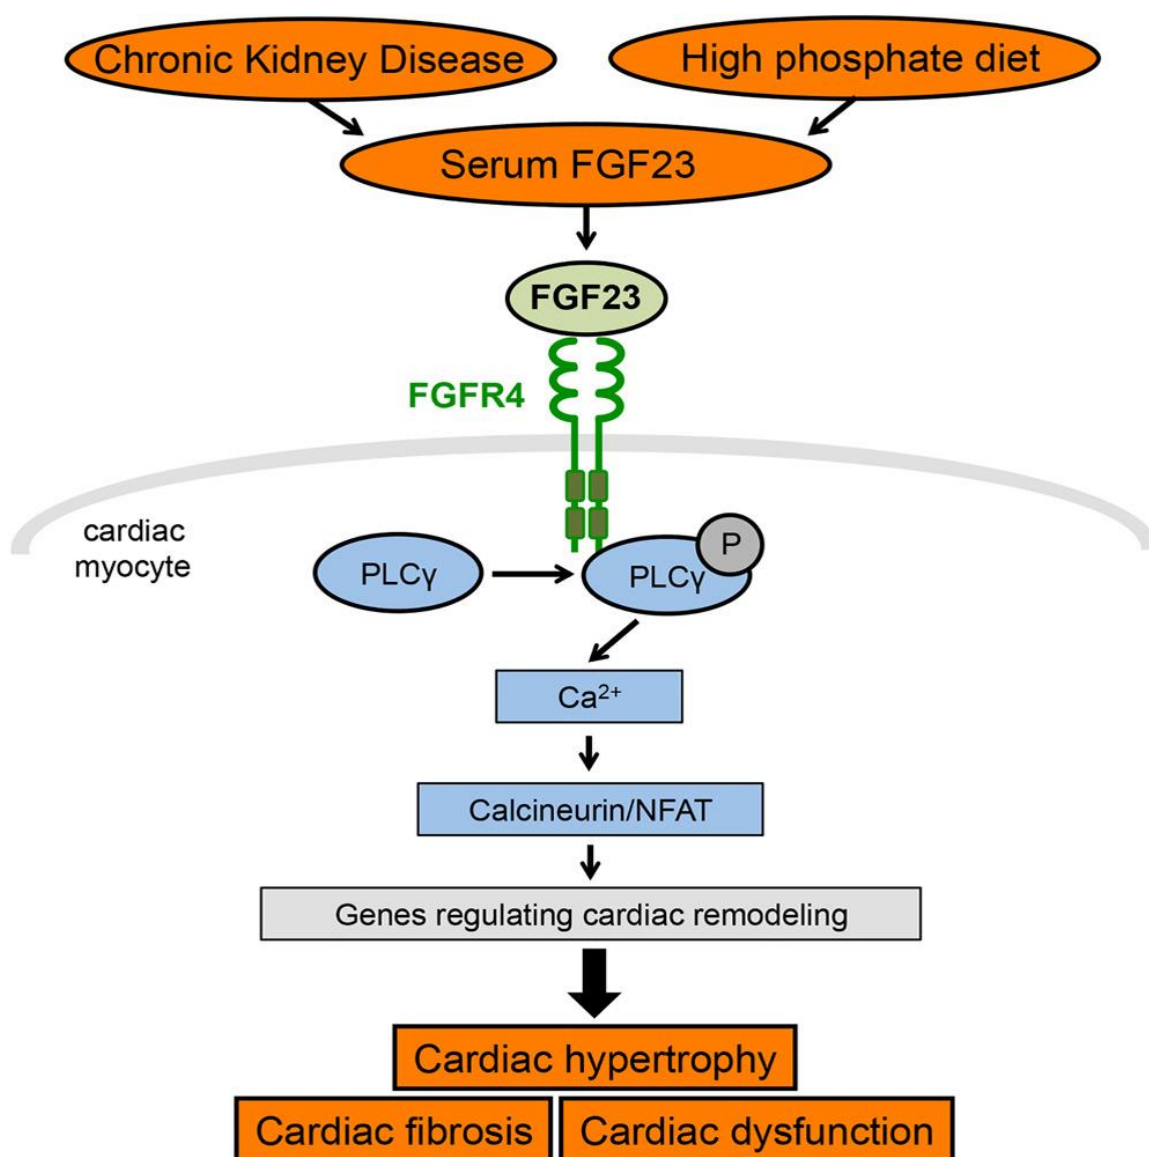 Chronic Kidney Disease
High phosphate diet
Serum FGF23
FGF23
FGFR4
cardiac
myocyte
PLCγ
PLCγ
P
Ca²⁺
Calcineurin/NFAT
Genes regulating cardiac remodeling
Cardiac hypertrophy
Cardiac fibrosis
Cardiac dysfunction